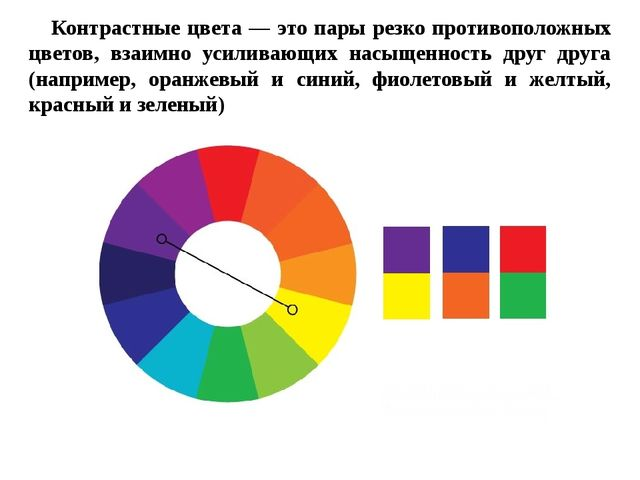 Контрастные цвета — это пары резко противоположных
цветов, взаимно усиливающих насыщенность друг друга
(например, оранжевый и синий, фиолетовый и желтый,
красный и зеленый)